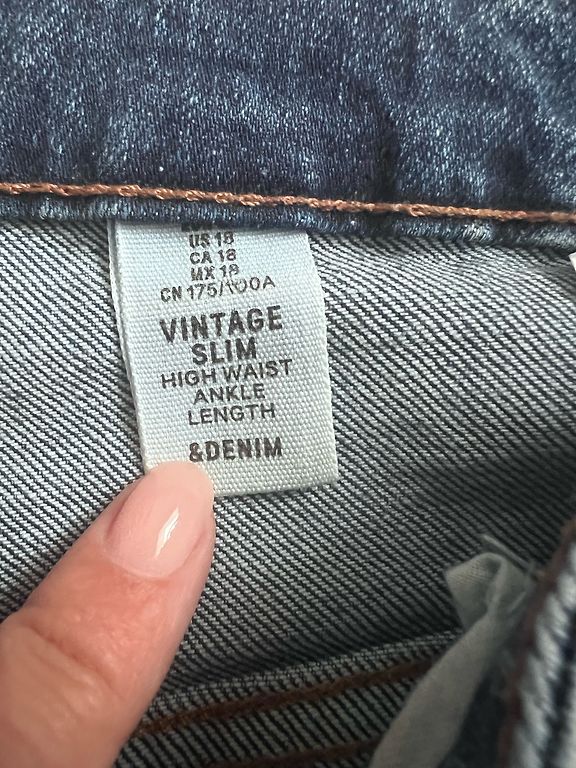 US 18
CA 18
MX 18
CN 175/100A
VINTAGE
SLIM
HIGH WAIST
ANKLE
LENGTH
&DENIM